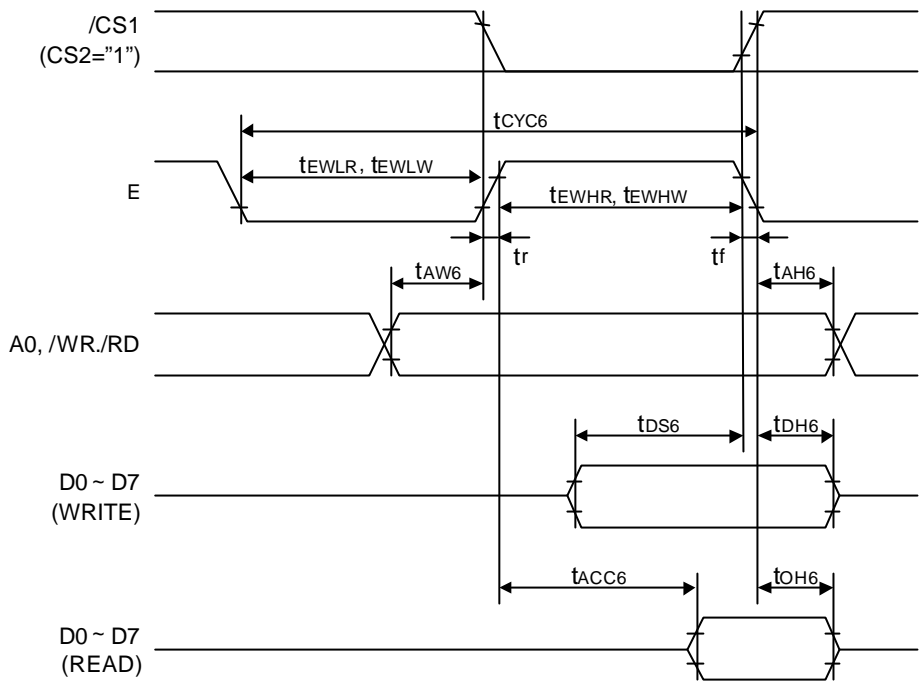 /CS1
(CS2="1")
tCYC6
tEWLR, tEWLW
E
tEWHR, tEWHW
tr
tf
tAW6
tAH6
A0, /WR./RD
tDS6
tDH6
D0 ~ D7
(WRITE)
tACC6
tOH6
D0 ~ D7
(READ)